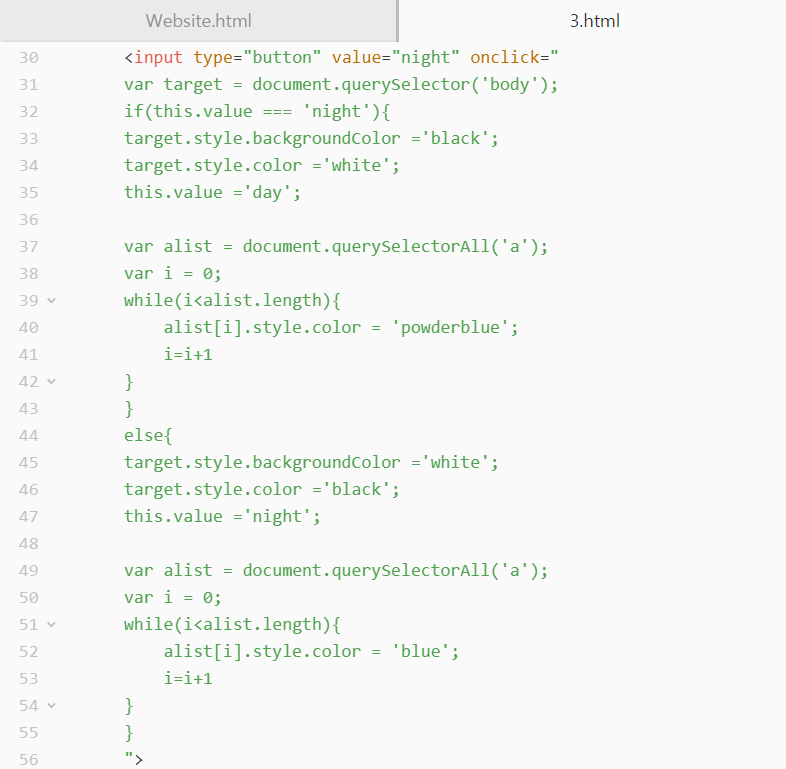 Website.html
3.html
30 <input type="button" value="night" onclick="
31 var target = document.querySelector('body');
32 if(this.value === 'night'){
33 target.style.backgroundColor ='black';
34 target.style.color ='white';
35 this.value ='day';
36
37 var alist = document.querySelectorAll('a');
38 var i = 0;
39 while(i<alist.length){
40     alist[i].style.color = 'powderblue';
41     i=i+1
42 }
43 }
44 else{
45 target.style.backgroundColor ='white';
46 target.style.color ='black';
47 this.value ='night';
48
49 var alist = document.querySelectorAll('a');
50 var i = 0;
51 while(i<alist.length){
52     alist[i].style.color = 'blue';
53     i=i+1
54 }
55 }
56 ">